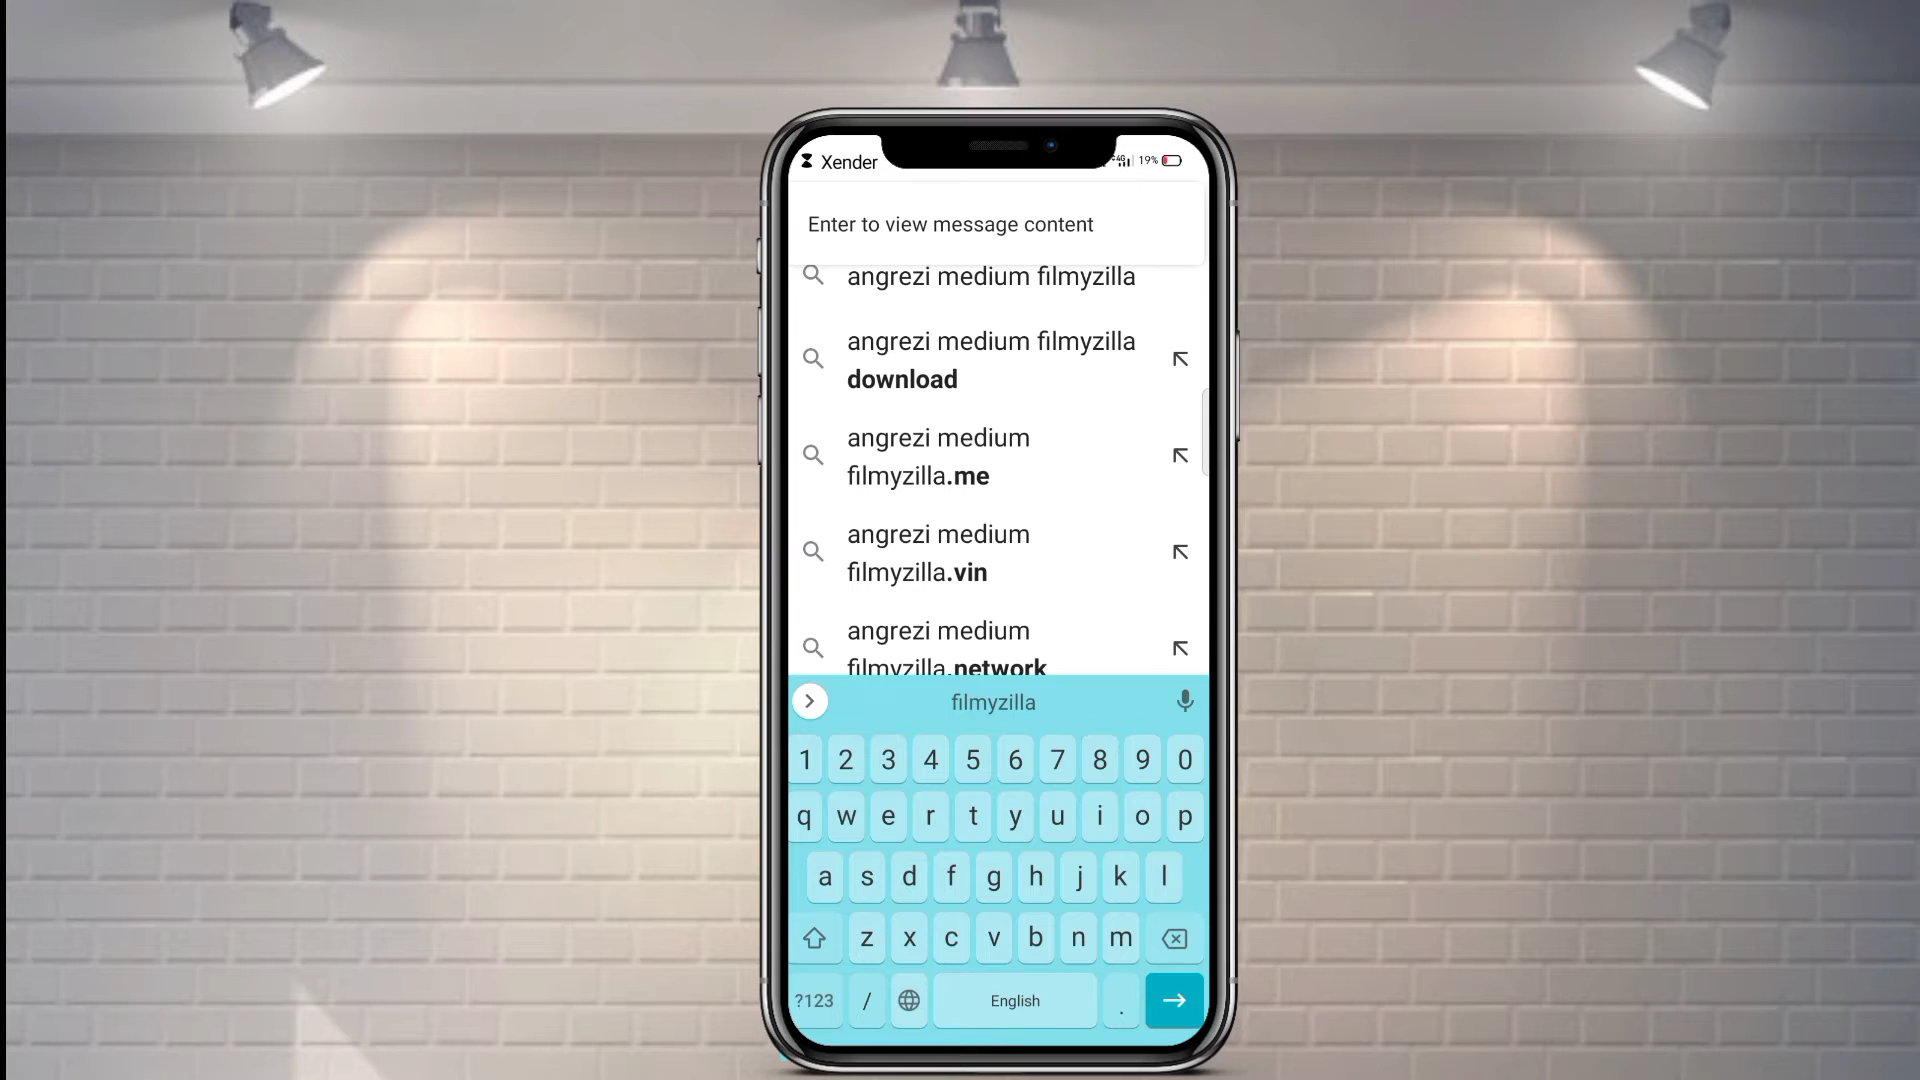 Xender
4G 19%
Enter to view message content
angrezi medium filmyzilla
angrezi medium filmyzilla
download
angrezi medium
filmyzilla.me
angrezi medium
filmyzilla.vin
angrezi medium
filmyzilla.network
filmyzilla
1 2 3 4 5 6 7 8 9 0
q w e r t y u i o p
a s d f g h j k l
z x c v b n m
?123 / English .